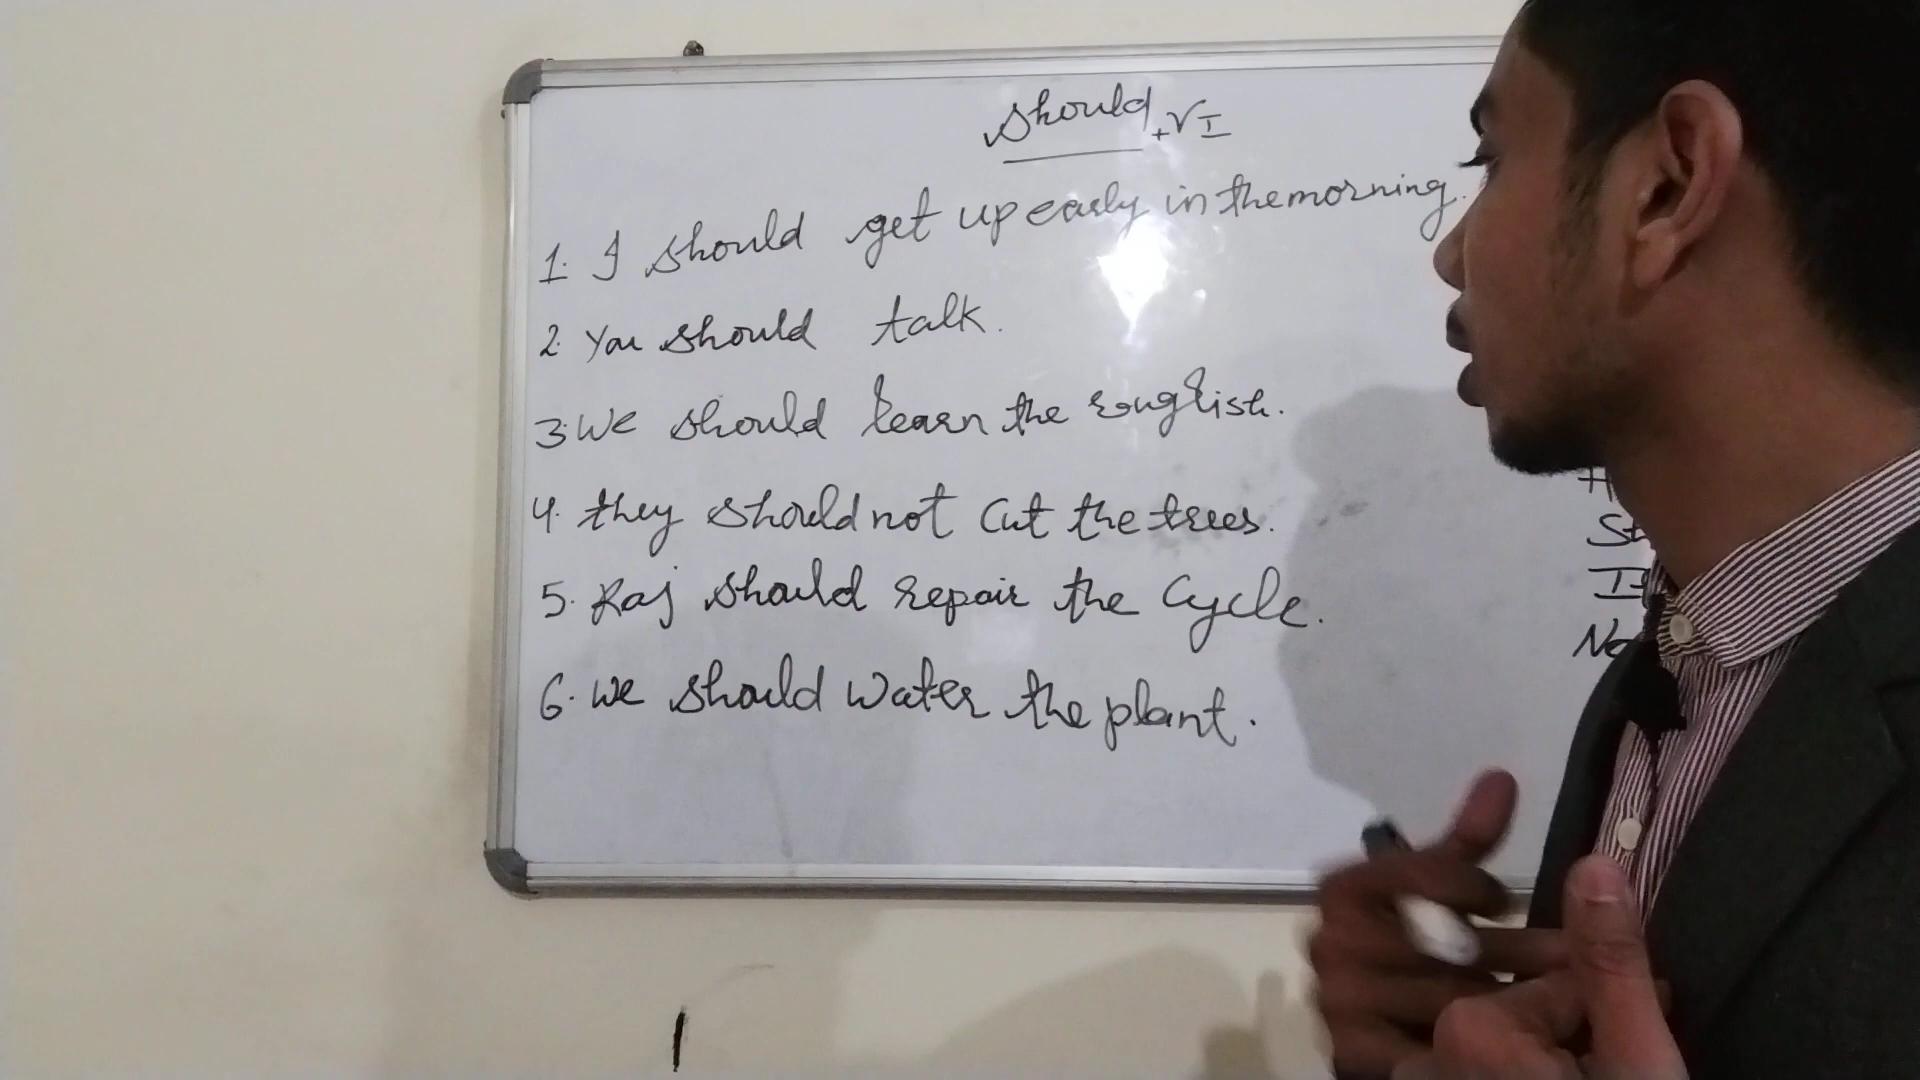 should + V I
1. I should get up early in the morning.
2. You should talk.
3. We should learn the English.
4. they should not cut the trees.
5. Raj should repair the Cycle.
6. we should water the plant.